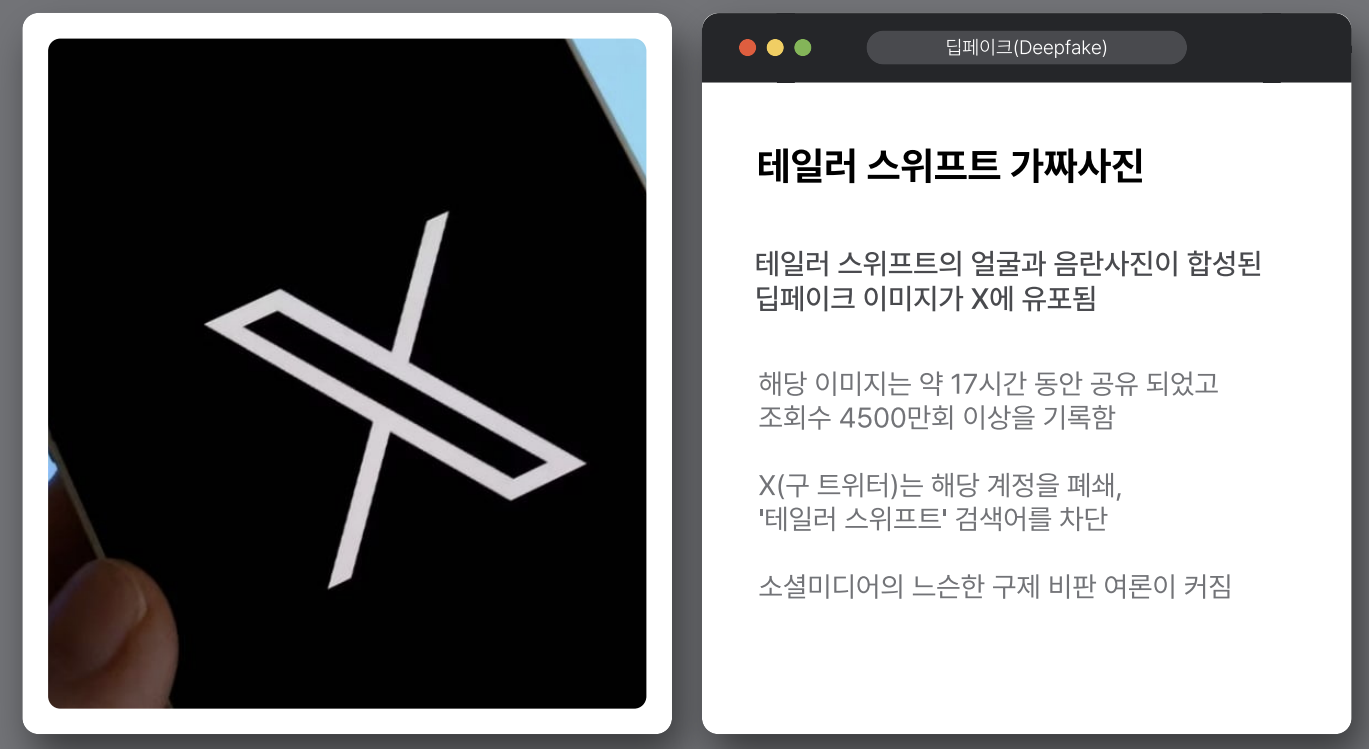 딥페이크(Deepfake)
테일러 스위프트 가짜사진
테일러 스위프트의 얼굴과 음란사진이 합성된
딥페이크 이미지가 X에 유포됨
해당 이미지는 약 17시간 동안 공유 되었고
조회수 4500만회 이상을 기록함
X(구 트위터)는 해당 계정을 폐쇄,
'테일러 스위프트' 검색어를 차단
소셜미디어의 느슨한 구제 비판 여론이 커짐